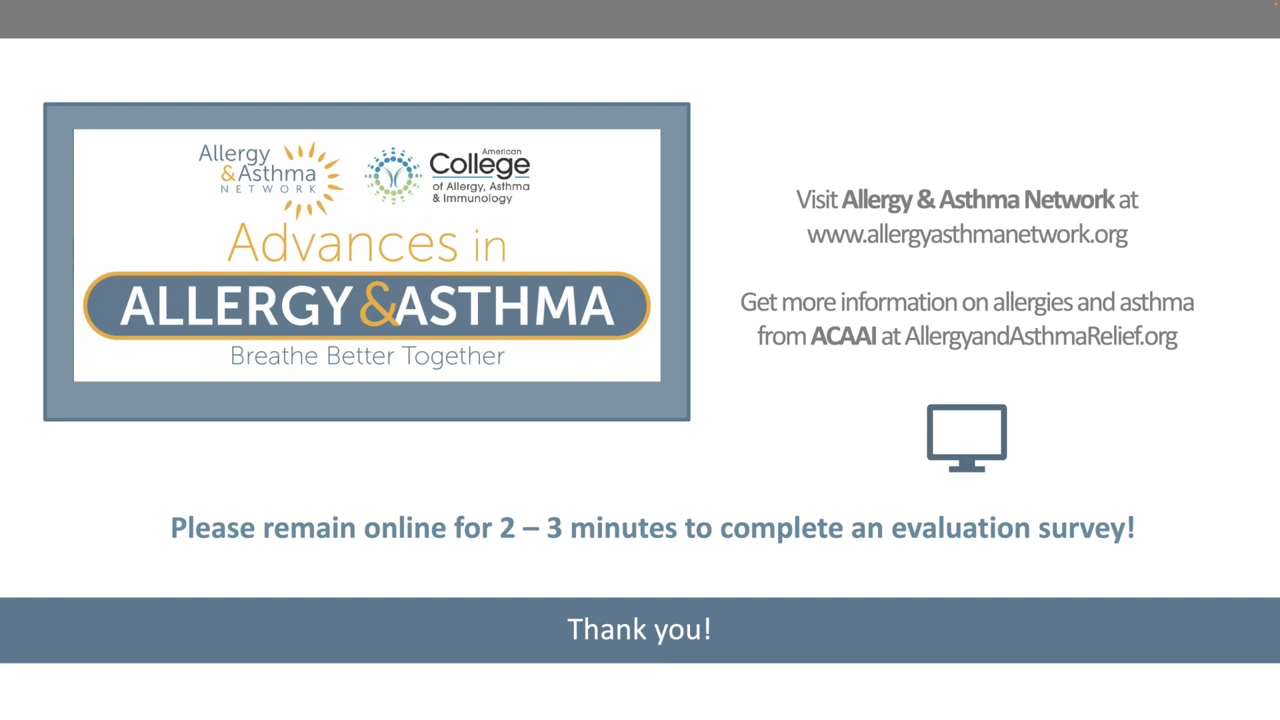 Allergy
&Asthma
NETWORK
American
College
of Allergy, Asthma
& Immunology
Advances in
ALLERGY & ASTHMA
Breathe Better Together
Visit Allergy & Asthma Network at
www.allergyasthmanetwork.org
Get more information on allergies and asthma
from ACAAI at AllergyandAsthmaRelief.org
Please remain online for 2 – 3 minutes to complete an evaluation survey!
Thank you!